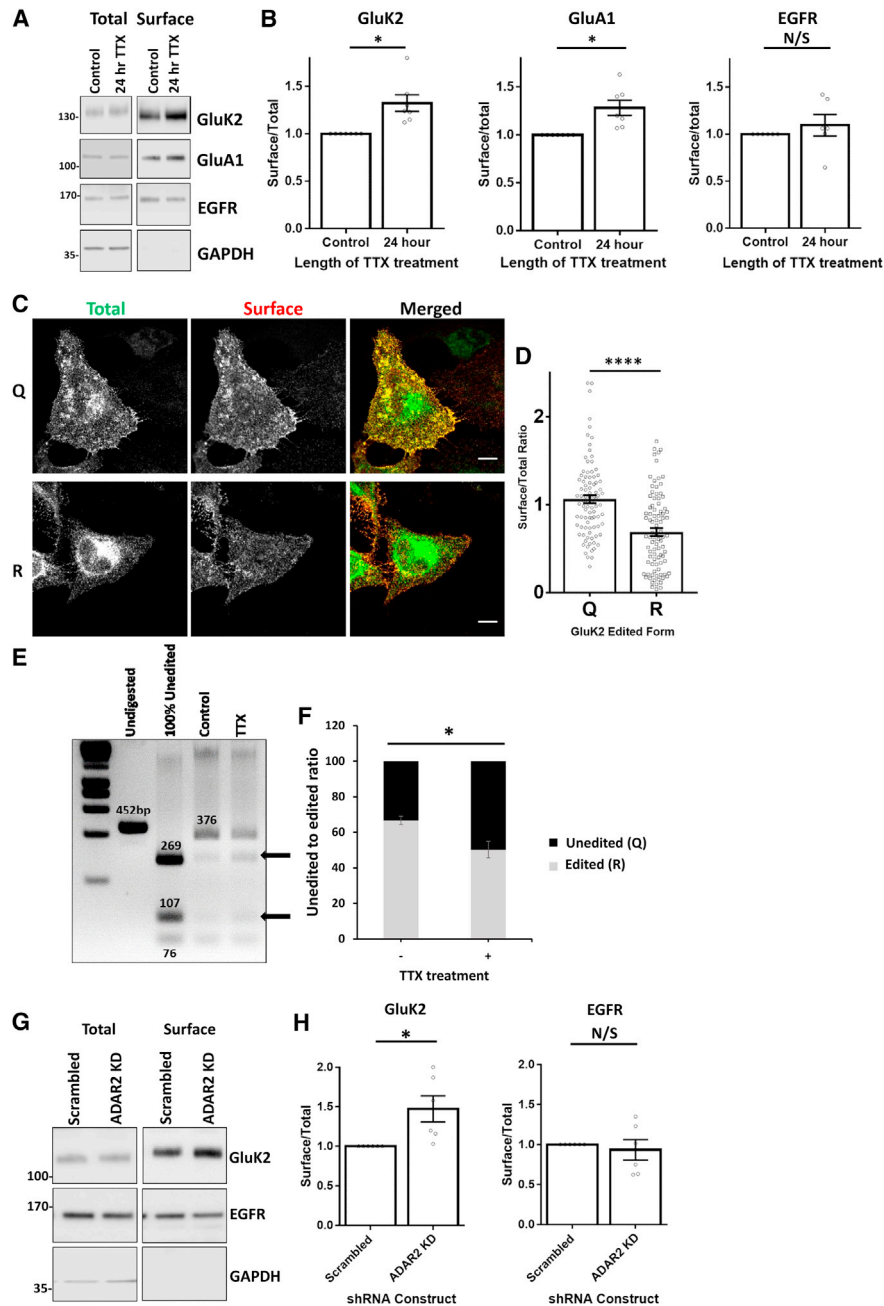 A
Total Surface
Control
24 hr TTX
Control
24 hr TTX
130-
GluK2
100-
GluA1
170-
EGFR
35-
GAPDH
B
GluK2
*
Surface/Total
1.5
1.0
0.5
0.0
Control 24 hour
Length of TTX treatment
GluA1
*
Surface/Total
1.5
1.0
0.5
0.0
Control 24 hour
Length of TTX treatment
EGFR
N/S
Surface/total
1.5
1.0
0.5
0.0
Control 24 hour
Length of TTX treatment
C
Total Surface Merged
Q
R
D
****
Surface/Total Ratio
2
1
0
Q R
GluK2 Edited Form
E
Undigested
100% Unedited
Control
TTX
452bp
376
269
107
76
F
*
Unedited to edited ratio
120
100
80
60
40
20
0
- +
TTX treatment
Unedited (Q)
Edited (R)
G
Total Surface
Scrambled
ADAR2 KD
Scrambled
ADAR2 KD
GluK2
100-
170-
EGFR
GAPDH
35-
H
GluK2
*
Surface/Total
2.0
1.5
1.0
0.5
0.0
Scrambled
ADAR2 KD
shRNA Construct
EGFR
N/S
Surface/Total
2.0
1.5
1.0
0.5
0.0
Scrambled
ADAR2 KD
shRNA Construct